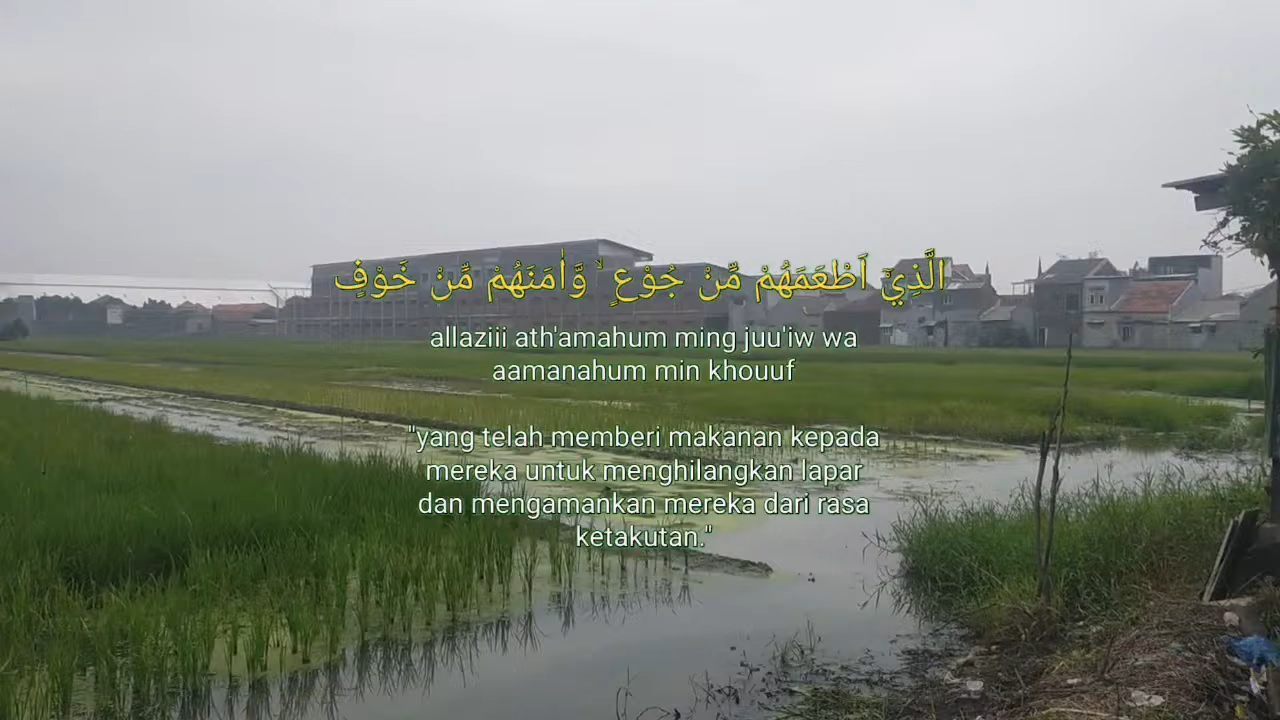 الَّذِيْٓ اَطْعَمَهُمْ مِّنْ جُوْعٍ ۙ وَّاٰمَنَهُمْ مِّنْ خَوْفٍ
allaziii ath'amahum ming juu'iw wa
aamanahum min khouuf
"yang telah memberi makanan kepada
mereka untuk menghilangkan lapar
dan mengamankan mereka dari rasa
ketakutan."